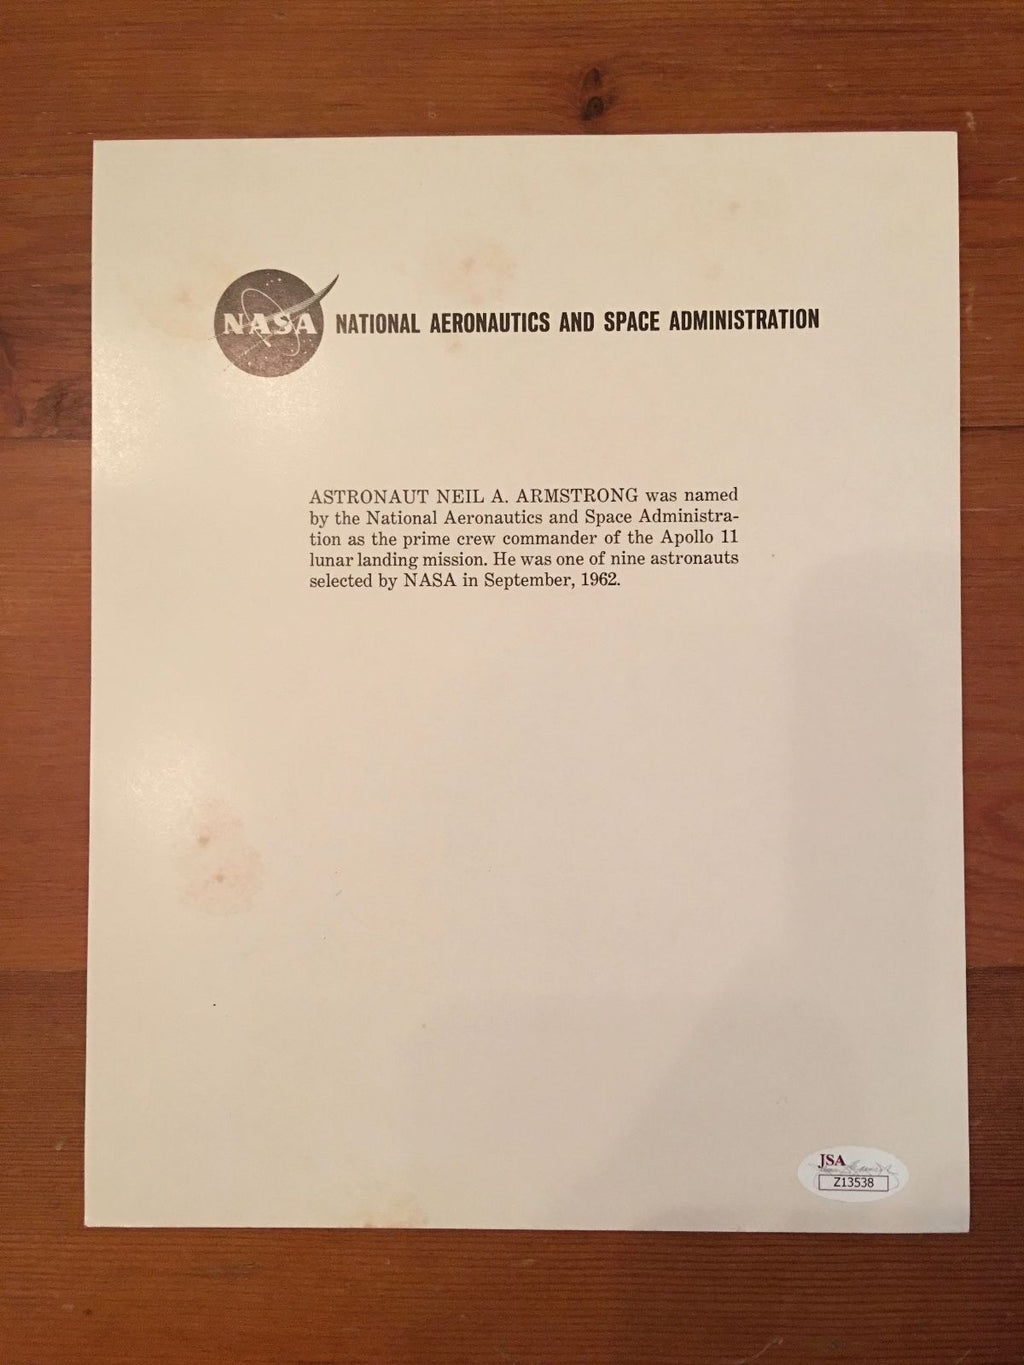 NASA NATIONAL AERONAUTICS AND SPACE ADMINISTRATION
ASTRONAUT NEIL A. ARMSTRONG was named
by the National Aeronautics and Space Administra-
tion as the prime crew commander of the Apollo 11
lunar landing mission. He was one of nine astronauts
selected by NASA in September, 1962.
JSA
Z13538